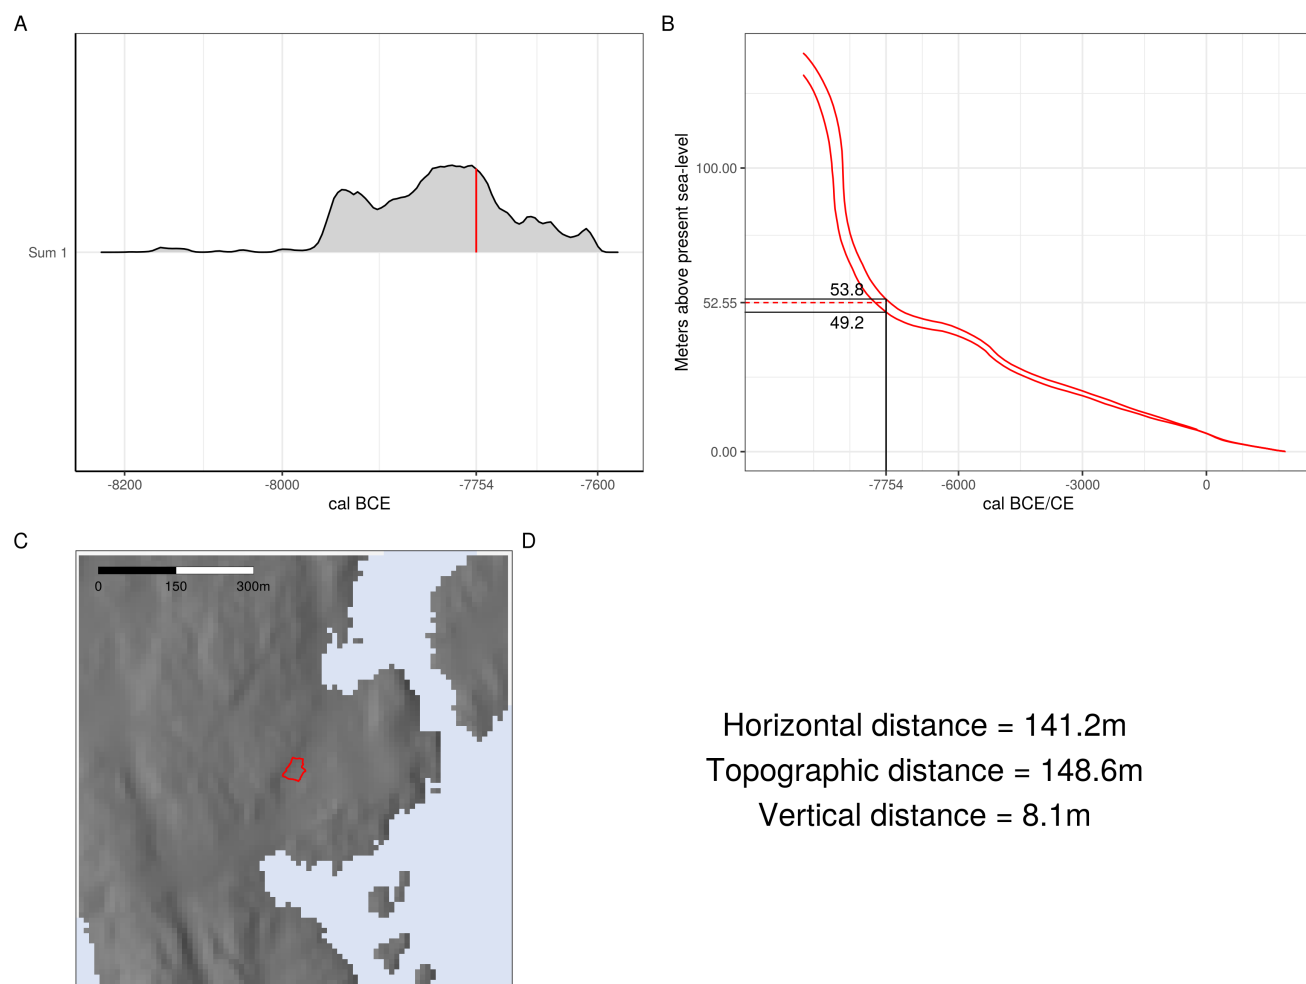 A
Sum 1
-8200 -8000 -7754 -7600
cal BCE
B
Meters above present sea-level
100.00
52.55
0.00
53.8
49.2
-7754 -6000 -3000 0
cal BCE/CE
C
0 150 300m
D
Horizontal distance = 141.2m
Topographic distance = 148.6m
Vertical distance = 8.1m